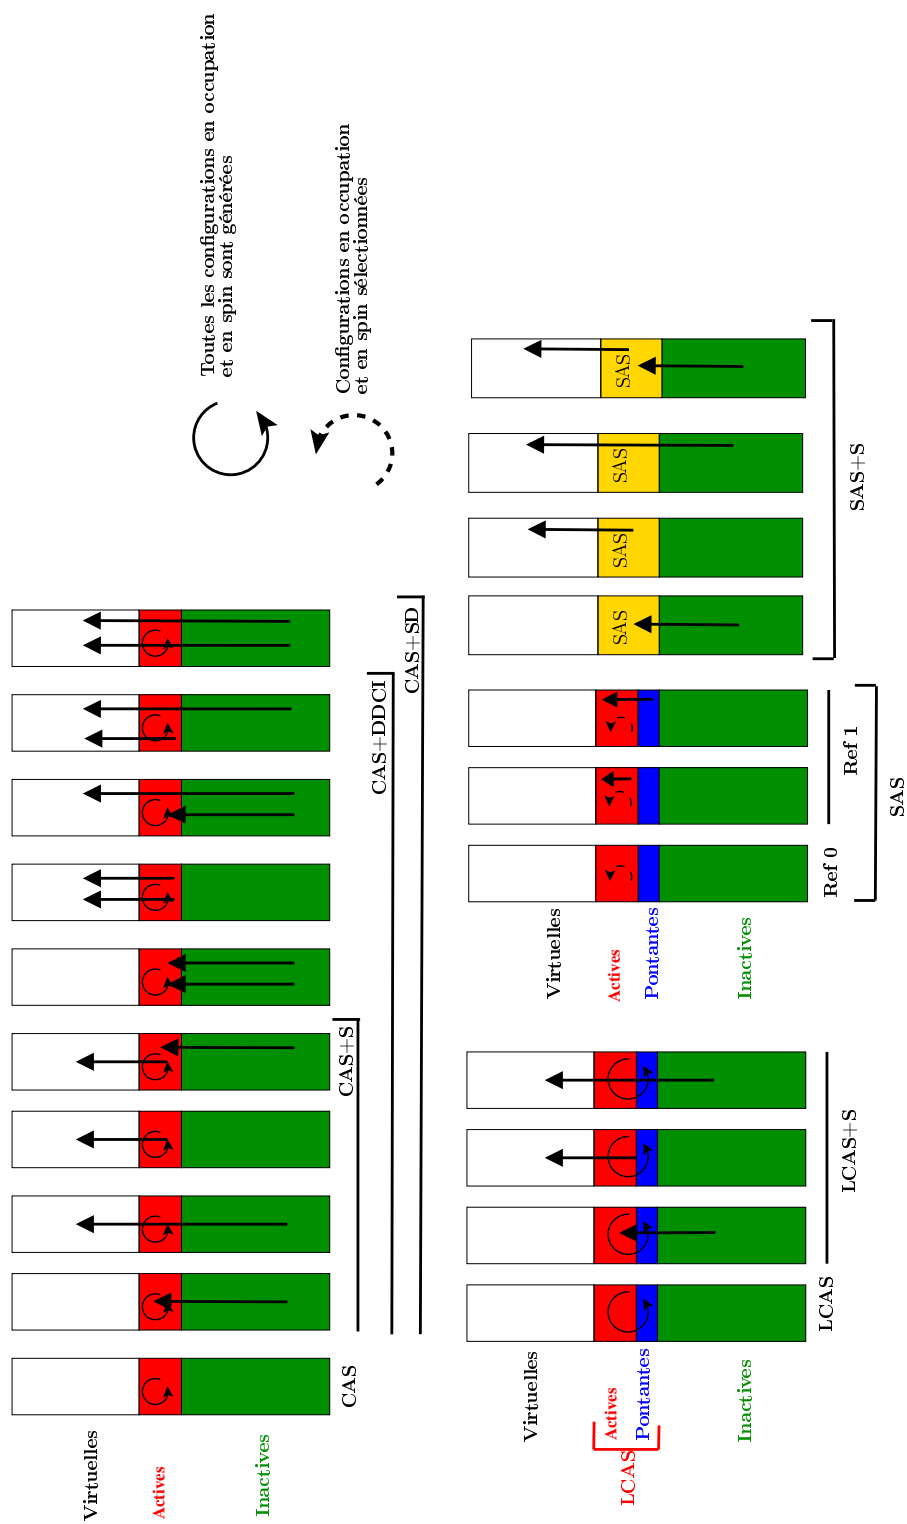 Virtuelles
Actives
Inactives
CAS
CAS+S
CAS+DDCI
CAS+SD
Toutes les configurations en occupation
et en spin sont générées
Configurations en occupation
et en spin sélectionnées
LCAS
Virtuelles
Actives
Pontantes
Inactives
LCAS
LCAS+S
Virtuelles
Actives
Pontantes
Inactives
Ref 0
Ref 1
SAS
SAS
SAS
SAS
SAS
SAS+S